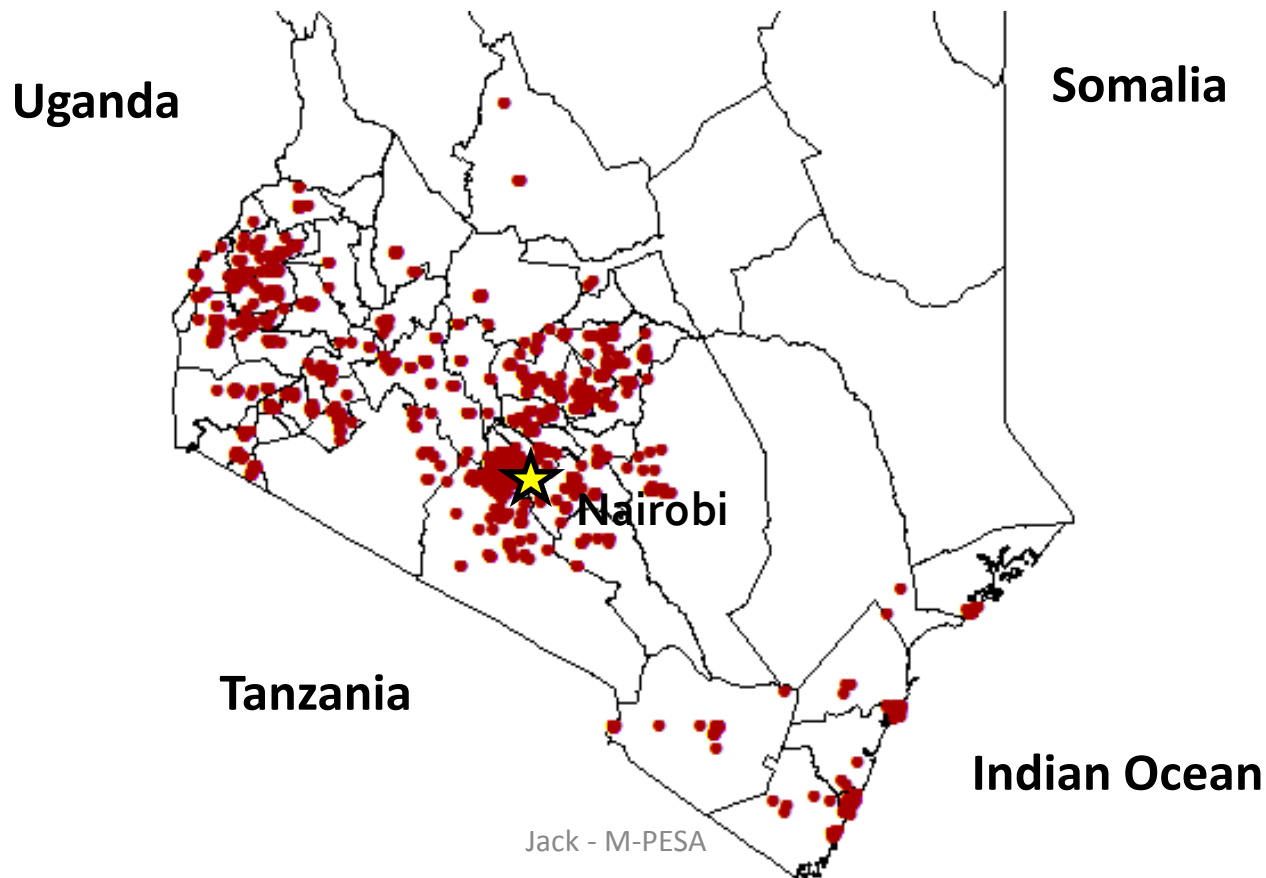 Uganda
Somalia
Nairobi
Tanzania
Indian Ocean
Jack - M-PESA